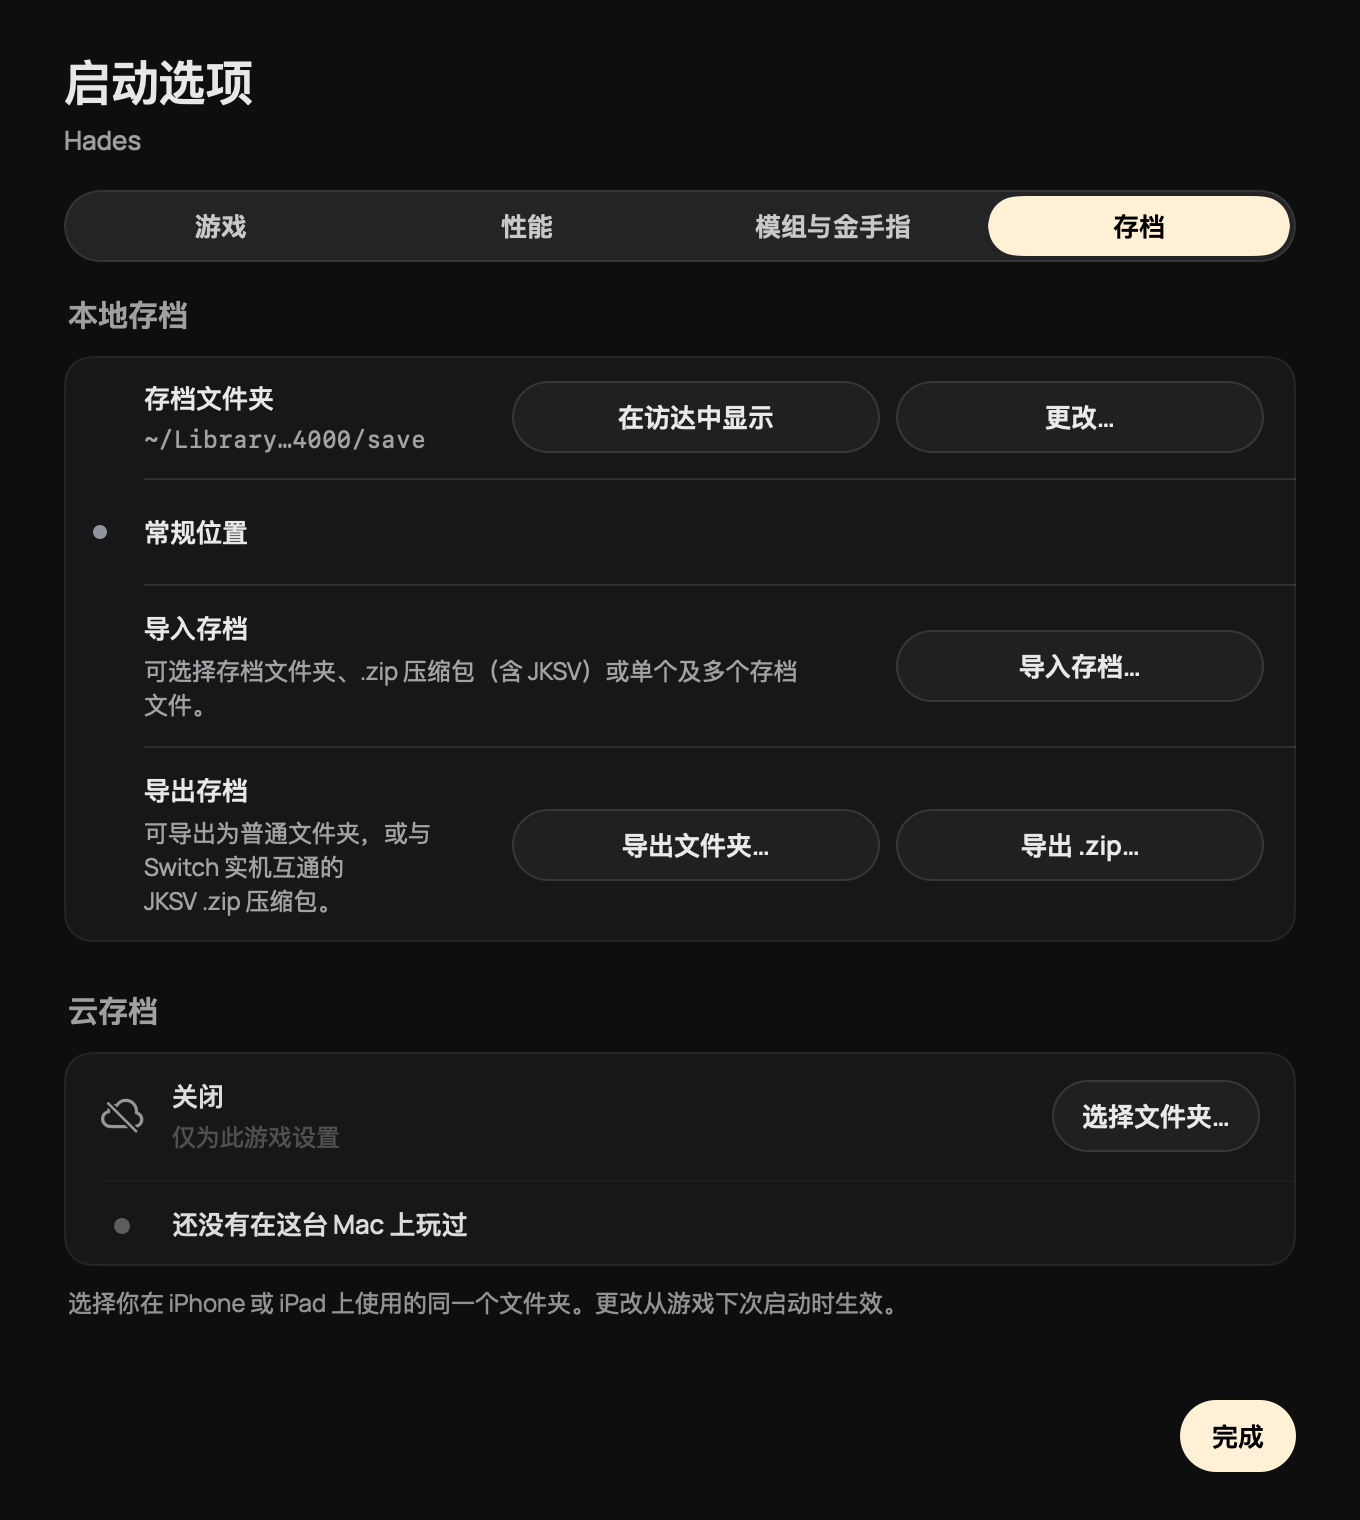 启动选项
Hades
游戏
性能
模组与金手指
存档
本地存档
存档文件夹
~/Library…4000/save
在访达中显示
更改…
常规位置
导入存档
可选择存档文件夹、.zip 压缩包（含 JKSV）或单个及多个存档
文件。
导入存档…
导出存档
可导出为普通文件夹，或与
Switch 实机互通的
JKSV .zip 压缩包。
导出文件夹…
导出 .zip…
云存档
关闭
仅为此游戏设置
选择文件夹…
还没有在这台 Mac 上玩过
选择你在 iPhone 或 iPad 上使用的同一个文件夹。更改从游戏下次启动时生效。
完成